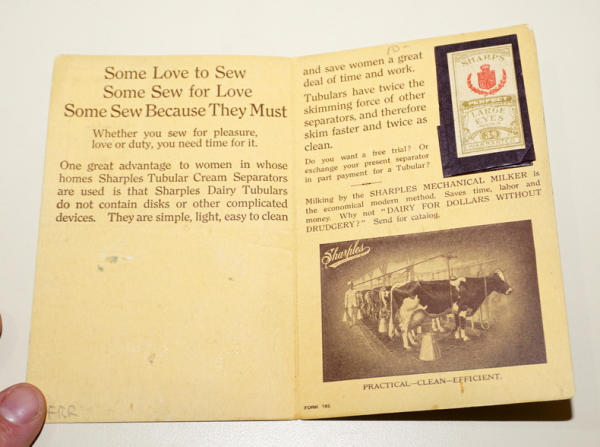 Some Love to Sew
Some Sew for Love
Some Sew Because They Must
Whether you sew for pleasure,
love or duty, you need time for it.
One great advantage to women in whose
homes Sharples Tubular Cream Separators
are used is that Sharples Dairy Tubulars
do not contain disks or other complicated
devices. They are simple, light, easy to clean
FRR
10-
and save women a great
deal of time and work.
Tubulars have twice the
skimming force of other
separators, and therefore
skim faster and twice as
clean.
Do you want a free trial? Or
exchange your present separator
in part payment for a Tubular?
Milking by the SHARPLES MECHANICAL MILKER is
the economical modern method. Saves time, labor and
money. Why not "DAIRY FOR DOLLARS WITHOUT
DRUDGERY?" Send for catalog.
SHARPS
PERFECT
LARGE
EYES
3/9
Sharples
PRACTICAL—CLEAN—EFFICIENT.
FORM 785